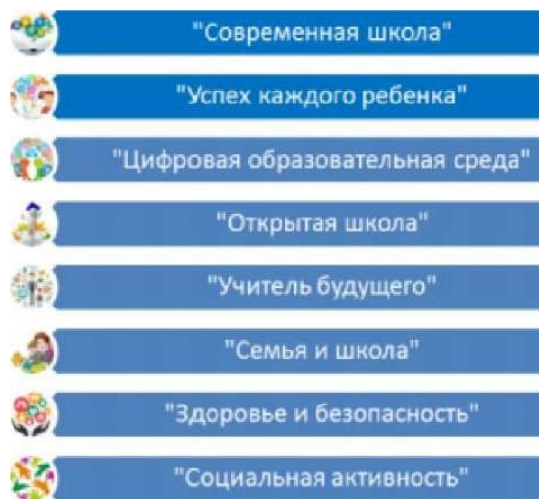 "Современная школа"
"Успех каждого ребенка"
"Цифровая образовательная среда"
"Открытая школа"
"Учитель будущего"
"Семья и школа"
"Здоровье и безопасность"
"Социальная активность"